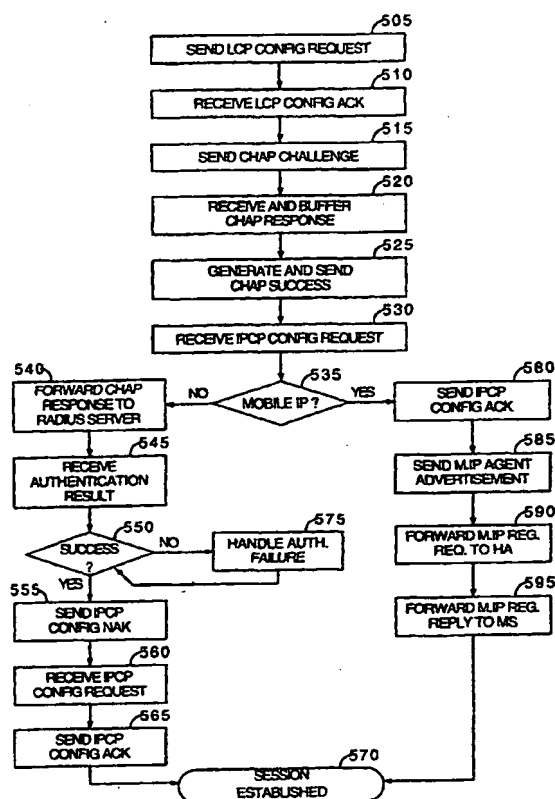 505
SEND LCP CONFIG REQUEST
510
RECEIVE LCP CONFIG ACK
515
SEND CHAP CHALLENGE
520
RECEIVE AND BUFFER
CHAP RESPONSE
525
GENERATE AND SEND
CHAP SUCCESS
530
RECEIVE IPCP CONFIG REQUEST
535
MOBILE IP ?
NO
YES
540
FORWARD CHAP
RESPONSE TO
RADIUS SERVER
545
RECEIVE
AUTHENTICATION
RESULT
550
SUCCESS
?
NO
YES
575
HANDLE AUTH.
FAILURE
555
SEND IPCP
CONFIG NAK
560
RECEIVE IPCP
CONFIG REQUEST
565
SEND IPCP
CONFIG ACK
580
SEND IPCP
CONFIG ACK
585
SEND M.IP AGENT
ADVERTISEMENT
590
FORWARD M.IP REG.
REQ. TO HA
595
FORWARD M.IP REG.
REPLY TO MS
570
SESSION
ESTABLISHED